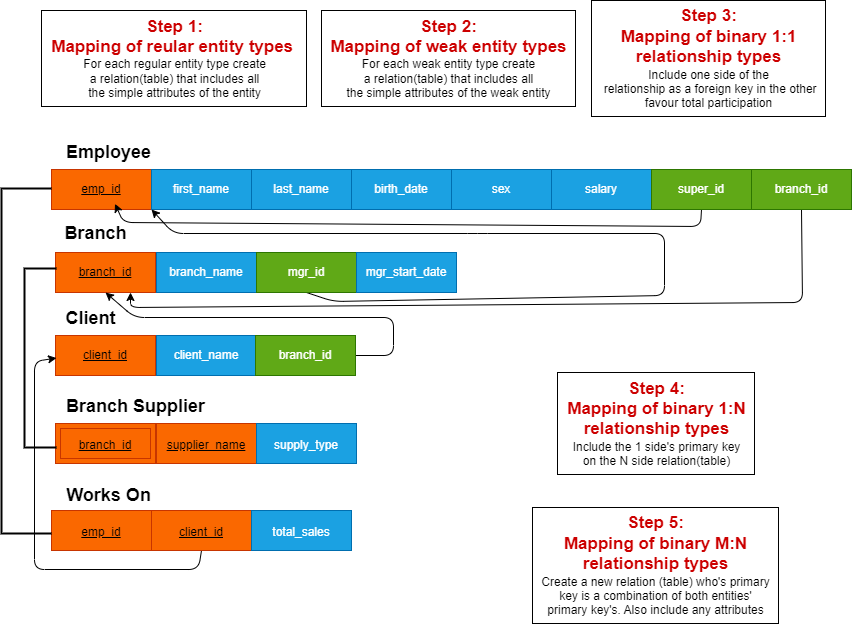 Step 1:
Mapping of reular entity types
For each regular entity type create
a relation(table) that includes all
the simple attributes of the entity
Step 2:
Mapping of weak entity types
For each weak entity type create
a relation(table) that includes all
the simple attributes of the weak entity
Step 3:
Mapping of binary 1:1
relationship types
Include one side of the
relationship as a foreign key in the other
favour total participation
Employee
emp_id first_name last_name birth_date sex salary super_id branch_id
Branch
branch_id branch_name mgr_id mgr_start_date
Client
client_id client_name branch_id
Branch Supplier
branch_id supplier_name supply_type
Works On
emp_id client_id total_sales
Step 4:
Mapping of binary 1:N
relationship types
Include the 1 side's primary key
on the N side relation(table)
Step 5:
Mapping of binary M:N
relationship types
Create a new relation (table) who's primary
key is a combination of both entities'
primary key's. Also include any attributes